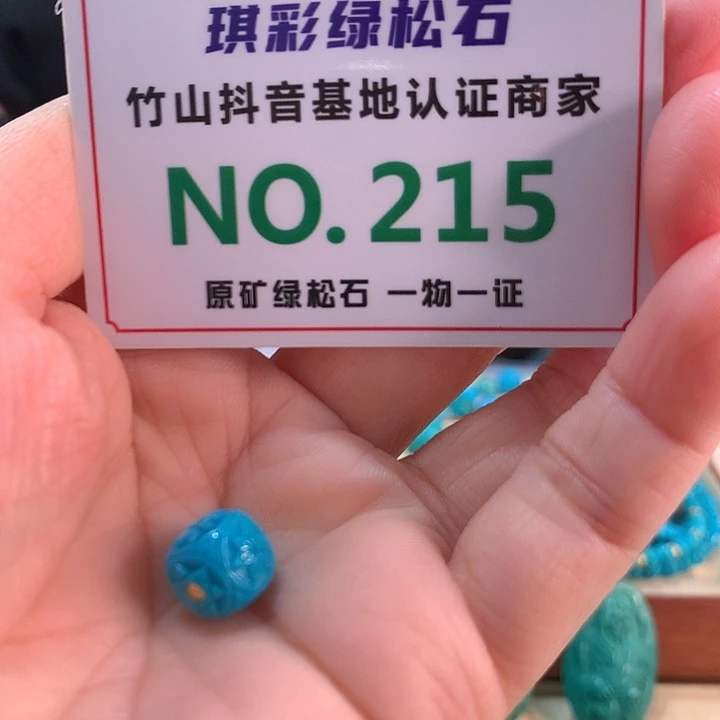 琪彩绿松石
竹山抖音基地认证商家
NO.215
原矿绿松石 一物一证